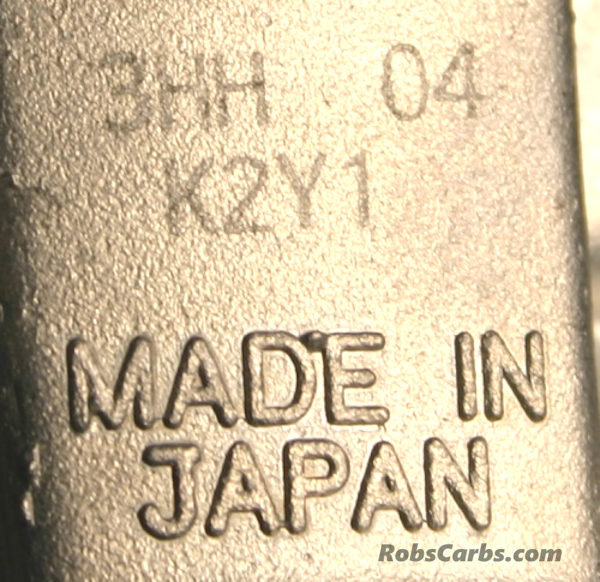 3HH 04
K2Y1
MADE IN
JAPAN
RobsCarbs.com